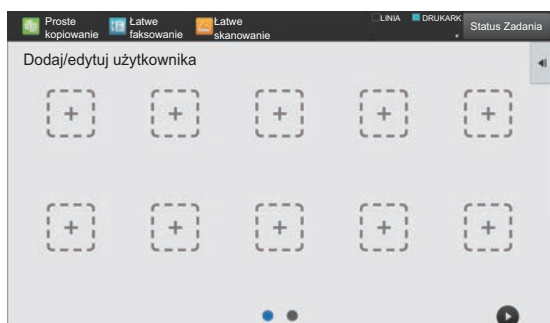 Proste kopiowanie
Łatwe faksowanie
Łatwe skanowanie
LINIA
DRUKARK
Status Zadania
Dodaj/edytuj użytkownika